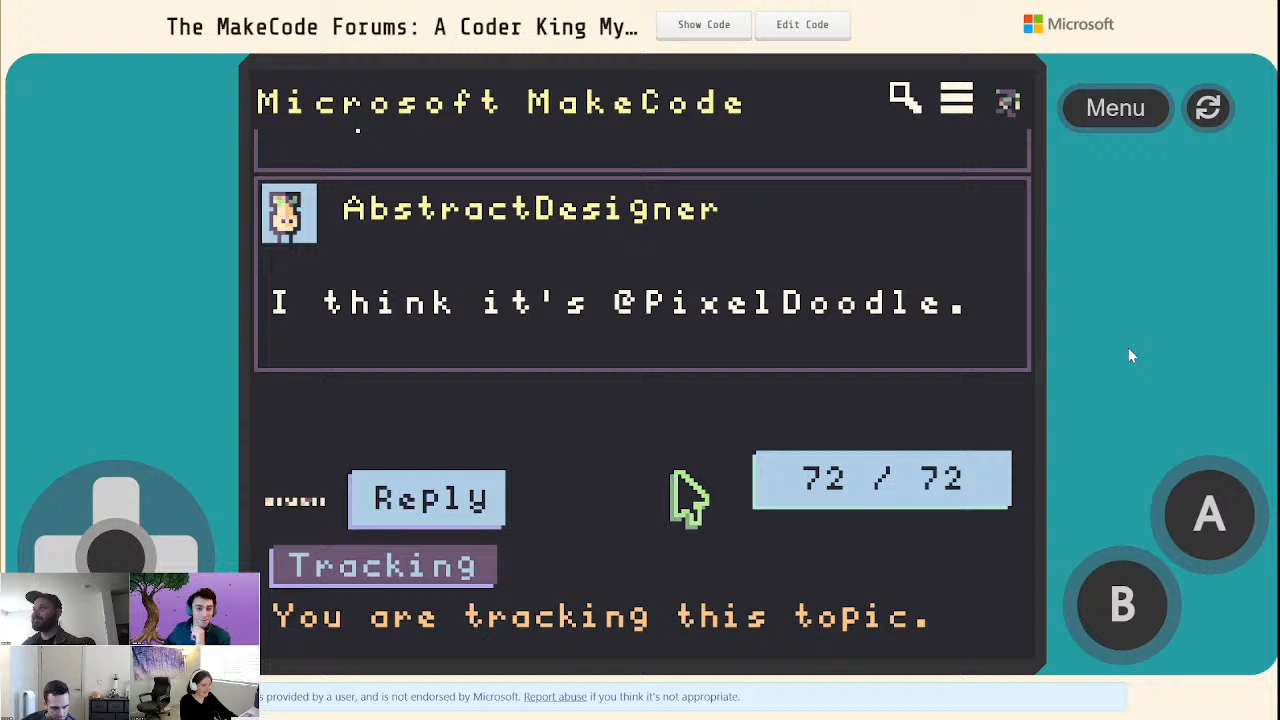 The MakeCode Forums: A Coder King My…
Show Code
Edit Code
Microsoft
Microsoft MakeCode
Menu
AbstractDesigner
I think it's @PixelDoodle.
72 / 72
Reply
Tracking
You are tracking this topic.
A
B
provided by a user, and is not endorsed by Microsoft. Report abuse if you think it's not appropriate.